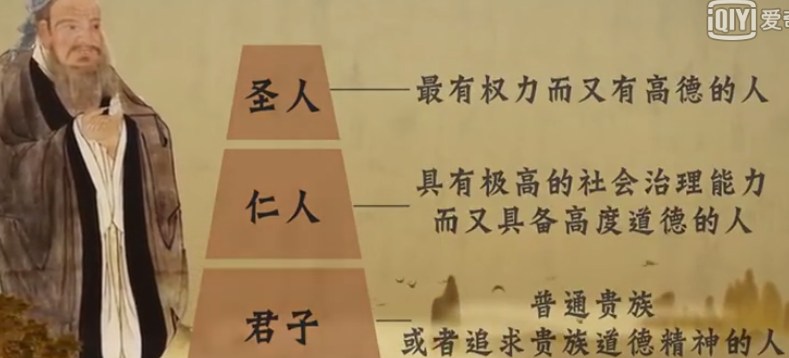 iQIYI 爱奇
圣人
最有权力而又有高德的人
仁人
具有极高的社会治理能力
而又具备高度道德的人
君子
普通贵族
或者追求贵族道德精神的人